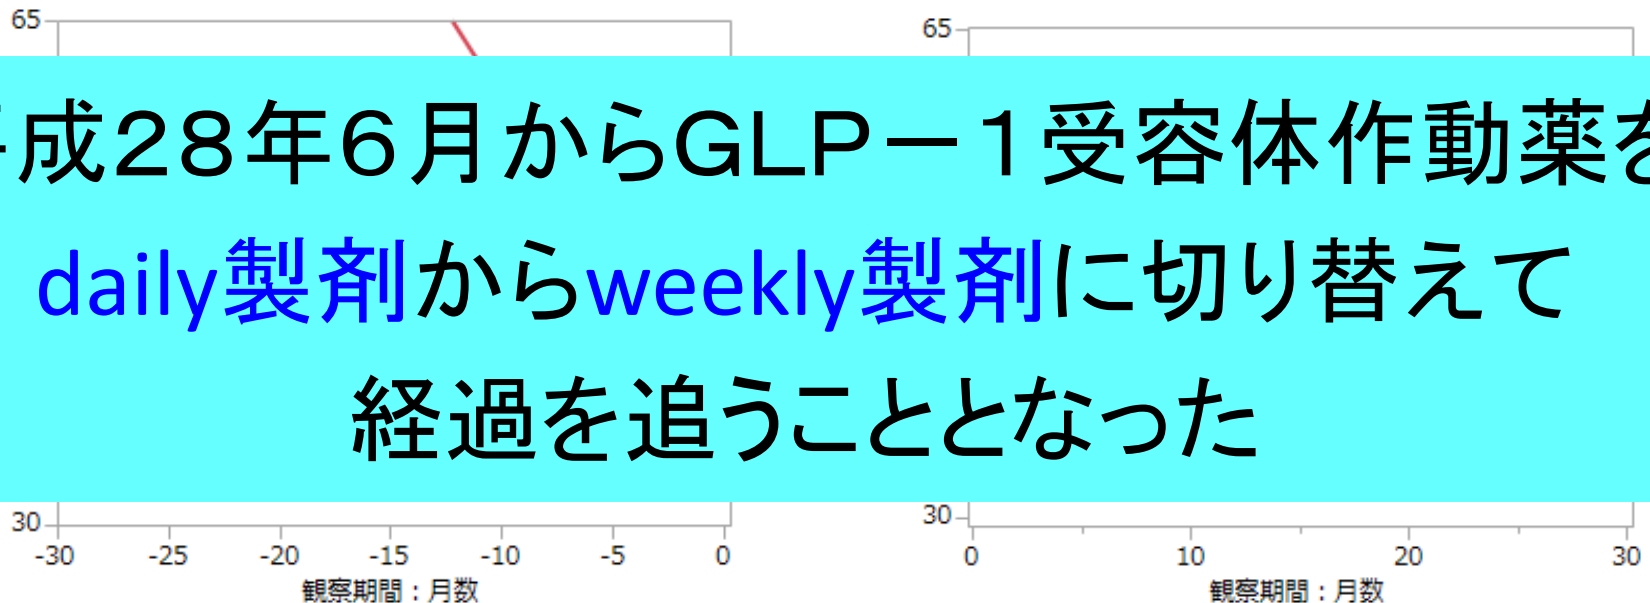 65
65
成２８年６月からＧＬＰー１受容体作動薬を
daily製剤からweekly製剤に切り替えて
経過を追うこととなった
30
30
-30 -25 -20 -15 -10 -5 0
0 10 20 30
観察期間：月数
観察期間：月数